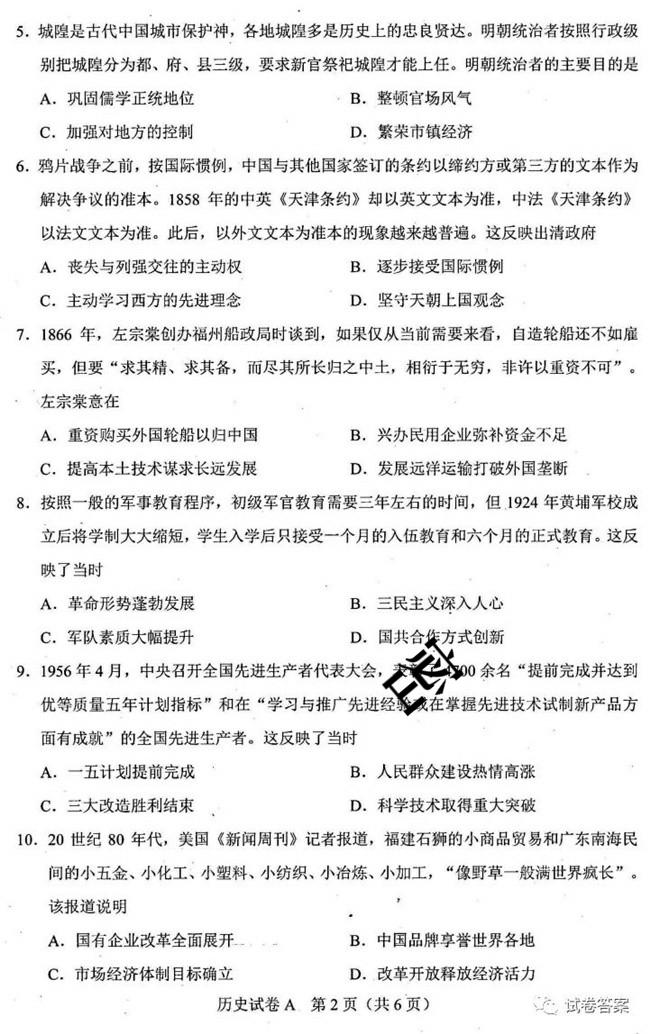 5．城隍是古代中国城市保护神，各地城隍多是历史上的忠良贤达。明朝统治者按照行政级
别把城隍分为都、府、县三级，要求新官祭祀城隍才能上任。明朝统治者的主要目的是
A．巩固儒学正统地位 B．整顿官场风气
C．加强对地方的控制 D．繁荣市镇经济
6．鸦片战争之前，按国际惯例，中国与其他国家签订的条约以缔约方或第三方的文本作为
解决争议的准本。1858 年的中英《天津条约》却以英文文本为准，中法《天津条约》
以法文文本为准。此后，以外文文本为准本的现象越来越普遍。这反映出清政府
A．丧失与列强交往的主动权 B．逐步接受国际惯例
C．主动学习西方的先进理念 D．坚守天朝上国观念
7．1866 年，左宗棠创办福州船政局时谈到，如果仅从当前需要来看，自造轮船还不如雇
买，但要“求其精、求其备，而尽其所长归之中土，相衍于无穷，非许以重资不可”。
左宗棠意在
A．重资购买外国轮船以归中国 B．兴办民用企业弥补资金不足
C．提高本土技术谋求长远发展 D．发展远洋运输打破外国垄断
8．按照一般的军事教育程序，初级军官教育需要三年左右的时间，但 1924 年黄埔军校成
立后将学制大大缩短，学生入学后只接受一个月的入伍教育和六个月的正式教育。这反
映了当时
A．革命形势蓬勃发展 B．三民主义深入人心
C．军队素质大幅提升 D．国共合作方式创新
9．1956 年 4 月，中央召开全国先进生产者代表大会，表 00 余名“提前完成并达到
优等质量五年计划指标”和在“学习与推广先进经验或在掌握先进技术试制新产品方
面有成就”的全国先进生产者。这反映了当时
A．一五计划提前完成 B．人民群众建设热情高涨
C．三大改造胜利结束 D．科学技术取得重大突破
10．20 世纪 80 年代，美国《新闻周刊》记者报道，福建石狮的小商品贸易和广东南海民
间的小五金、小化工、小塑料、小纺织、小冶炼、小加工，“像野草一般满世界疯长”。
该报道说明
A．国有企业改革全面展开 B．中国品牌享誉世界各地
C．市场经济体制目标确立 D．改革开放释放经济活力
历史试卷 A 第 2 页（共 6 页）
试卷答案